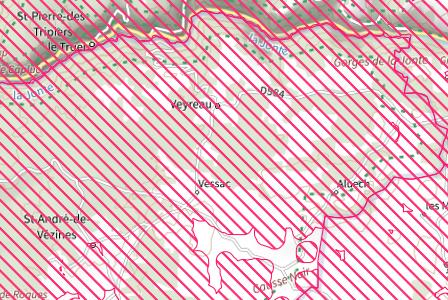 St-Pierre-des-
Tripiers
le Truel
la Jonte
Gorges de la Jonte
la Jonte
D584
Veyreau
Vessac
Aluech
St-André-de-
Vézines
Causse Noir
de Roques